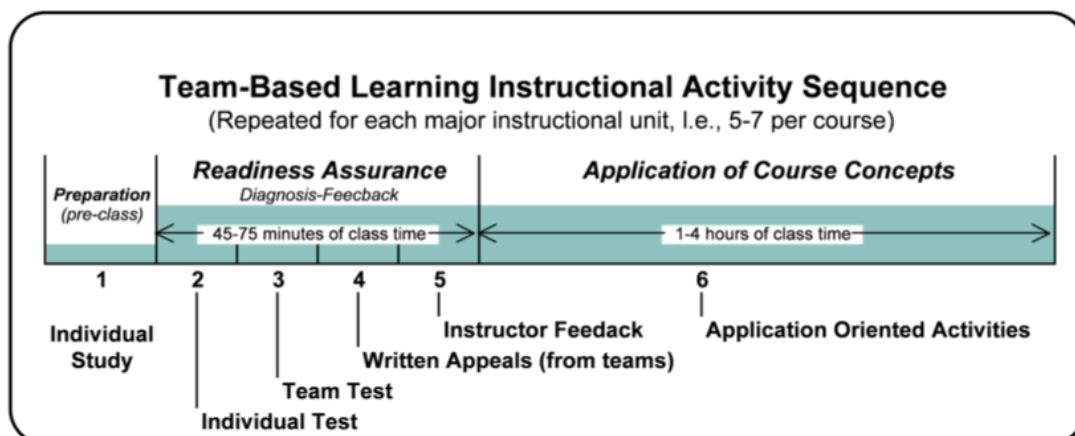 Team-Based Learning Instructional Activity Sequence
(Repeated for each major instructional unit, I.e., 5-7 per course)
Preparation
(pre-class)
Readiness Assurance
Diagnosis-Feecback
Application of Course Concepts
45-75 minutes of class time
1-4 hours of class time
1
2
3
4
5
6
Individual
Study
Instructor Feedack
Application Oriented Activities
Written Appeals (from teams)
Team Test
Individual Test